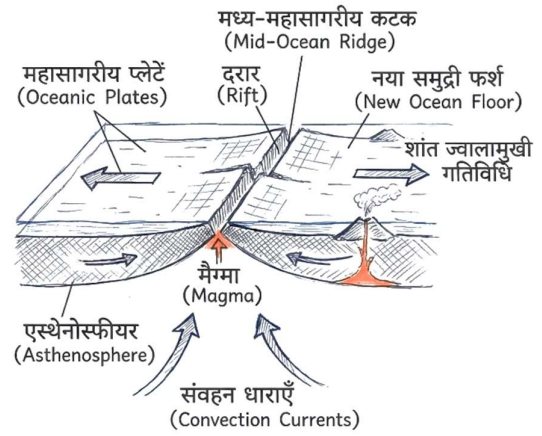 मध्य-महासागरीय कटक
(Mid-Ocean Ridge)
महासागरीय प्लेटें
(Oceanic Plates)
दरार
(Rift)
नया समुद्री फर्श
(New Ocean Floor)
शांत ज्वालामुखी
गतिविधि
मैग्मा
(Magma)
एस्थेनोस्फीयर
(Asthenosphere)
संवहन धाराएँ
(Convection Currents)